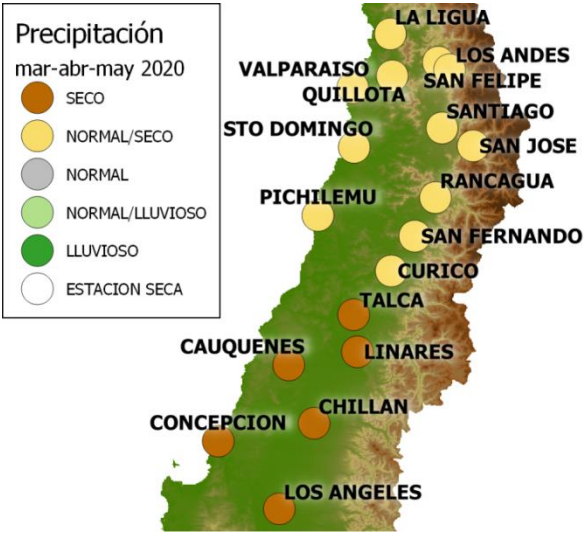 Precipitación
mar-abr-may 2020
SECO
NORMAL/SECO
NORMAL
NORMAL/LLUVIOSO
LLUVIOSO
ESTACION SECA
LA LIGUA
LOS ANDES
VALPARAISO
SAN FELIPE
QUILLOTA
SANTIAGO
STO DOMINGO
SAN JOSE
RANCAGUA
PICHILEMU
SAN FERNANDO
CURICO
TALCA
CAUQUENES
LINARES
CHILLAN
CONCEPCION
LOS ANGELES